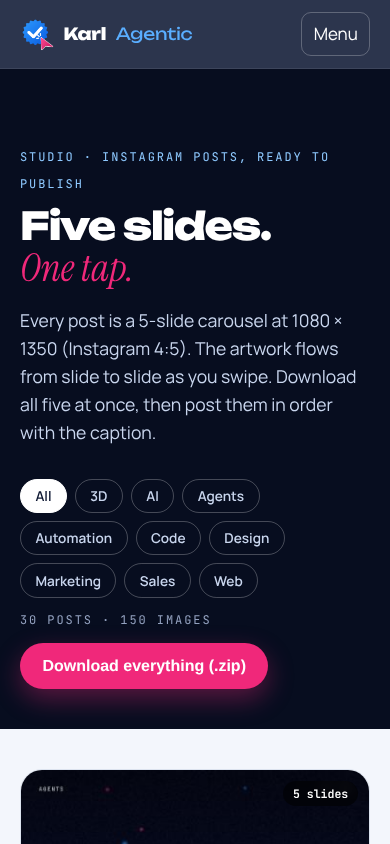 Karl Agentic
Menu
STUDIO · INSTAGRAM POSTS, READY TO
PUBLISH
Five slides.
One tap.
Every post is a 5-slide carousel at 1080 ×
1350 (Instagram 4:5). The artwork flows
from slide to slide as you swipe. Download
all five at once, then post them in order
with the caption.
All 3D AI Agents
Automation Code Design
Marketing Sales Web
30 POSTS · 150 IMAGES
Download everything (.zip)
AGENTS
5 slides